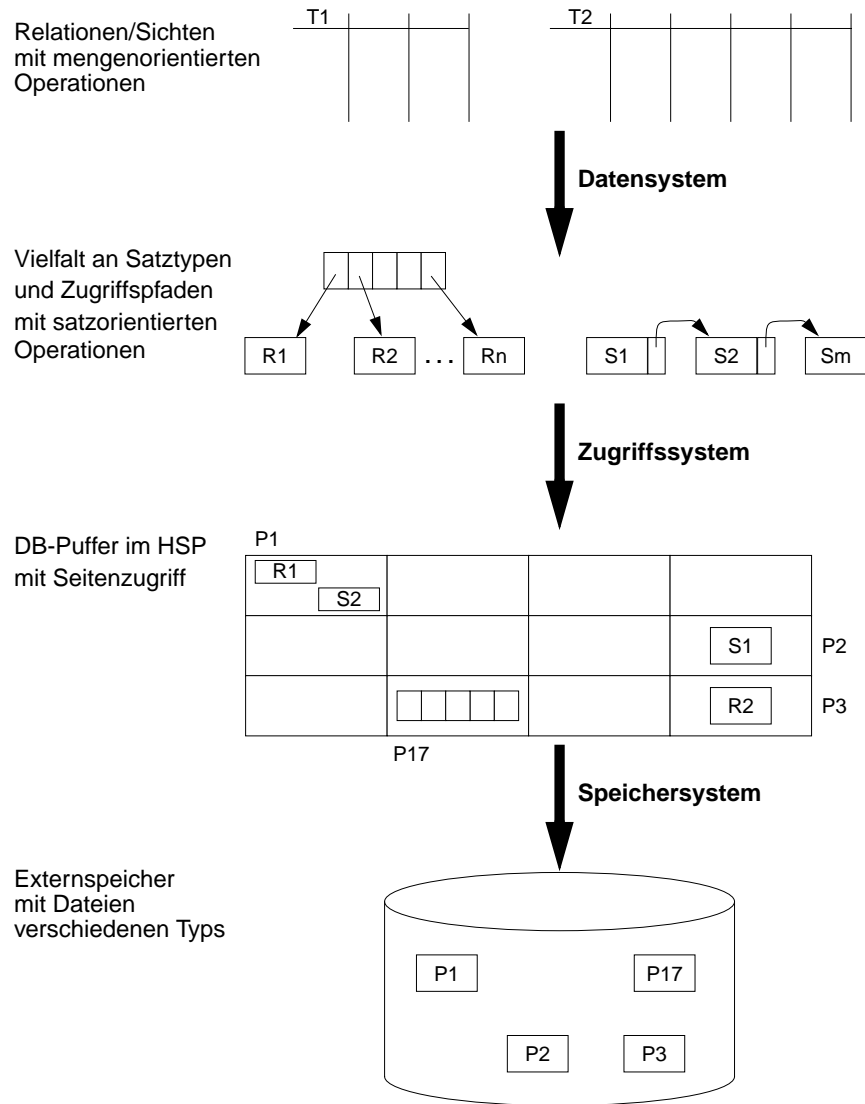 T1
T2
Relationen/Sichten
mit mengenorientierten
Operationen
Datensystem
Vielfalt an Satztypen
und Zugriffspfaden
mit satzorientierten
Operationen
R1
R2
. . .
Rn
S1
S2
Sm
Zugriffssystem
DB-Puffer im HSP
mit Seitenzugriff
P1
R1
S2
S1
P2
R2
P3
P17
Speichersystem
Externspeicher
mit Dateien
verschiedenen Typs
P1
P17
P2
P3